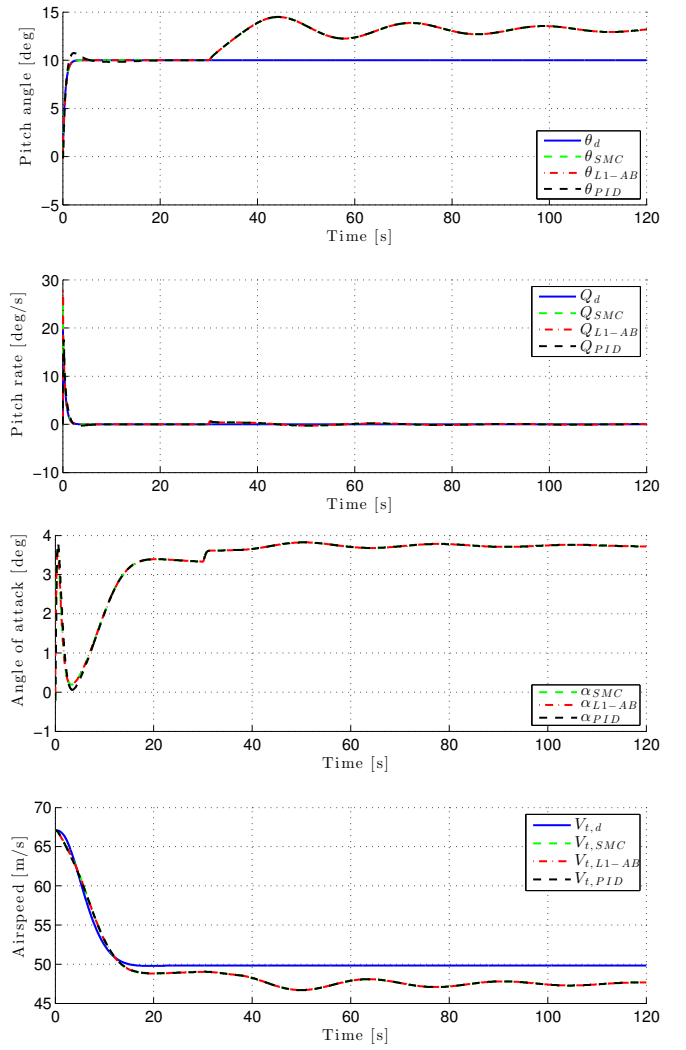 15
10
5
0
−5
Pitch angle [deg]
θd
θSMC
θL1−AB
θPID
0 20 40 60 80 100 120
Time [s]
30
20
10
0
−10
Pitch rate [deg/s]
Qd
QSMC
QL1−AB
QPID
0 20 40 60 80 100 120
Time [s]
4
3
2
1
0
−1
Angle of attack [deg]
αSMC
αL1−AB
αPID
0 20 40 60 80 100 120
Time [s]
70
65
60
55
50
45
Airspeed [m/s]
Vt,d
Vt,SMC
Vt,L1−AB
Vt,PID
0 20 40 60 80 100 120
Time [s]